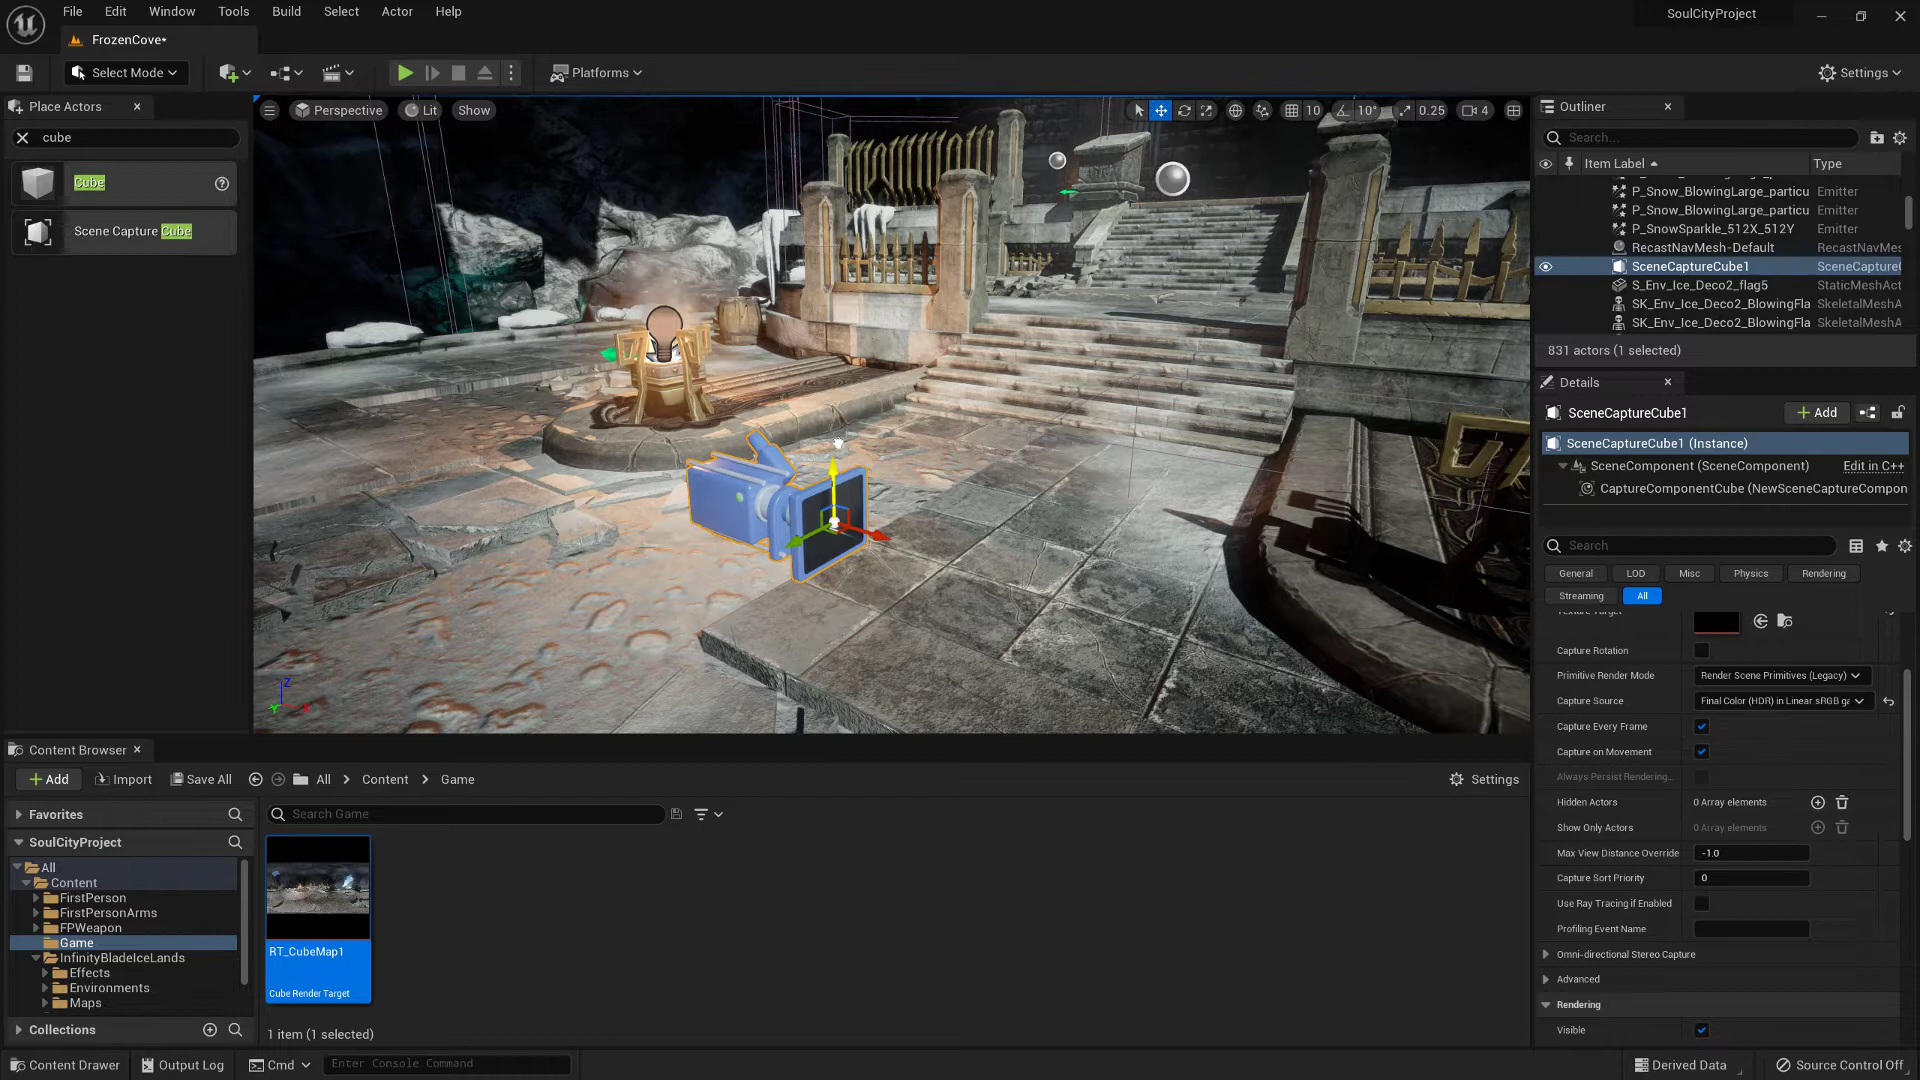 File Edit Window Tools Build Select Actor Help
SoulCityProject
FrozenCove•
Select Mode
Platforms
Settings
Place Actors
cube
Cube
Scene Capture Cube
Perspective
Lit
Show
10
10°
0.25
4
Outliner
Search...
Item Label
Type
P_Snow_BlowingLarge_particu Emitter
P_Snow_BlowingLarge_particu Emitter
P_SnowSparkle_512X_512Y Emitter
RecastNavMesh-Default RecastNavMes
SceneCaptureCube1 SceneCapture(
S_Env_Ice_Deco2_flag5 StaticMeshAct
SK_Env_Ice_Deco2_BlowingFla SkeletalMeshA
SK_Env_Ice_Deco2_BlowingFla SkeletalMeshA
831 actors (1 selected)
Details
SceneCaptureCube1
Add
SceneCaptureCube1 (Instance)
SceneComponent (SceneComponent) Edit in C++
CaptureComponentCube (NewSceneCaptureCompon
Search
General LOD Misc Physics Rendering
Streaming All
Texture Target
Capture Rotation
Primitive Render Mode Render Scene Primitives (Legacy)
Capture Source Final Color (HDR) in Linear sRGB ga
Capture Every Frame
Capture on Movement
Always Persist Rendering...
Hidden Actors 0 Array elements
Show Only Actors 0 Array elements
Max View Distance Override -1.0
Capture Sort Priority 0
Use Ray Tracing if Enabled
Profiling Event Name
Omni-directional Stereo Capture
Advanced
Rendering
Visible
Z
Y
X
Content Browser
Add Import Save All All Content Game
Settings
Favorites
Search Game
SoulCityProject
All
Content
FirstPerson
FirstPersonArms
FPWeapon
Game
InfinityBladeIceLands
Effects
Environments
Maps
RT_CubeMap1
Cube Render Target
Collections
1 item (1 selected)
Content Drawer
Output Log
Cmd
Enter Console Command
Derived Data
Source Control Off